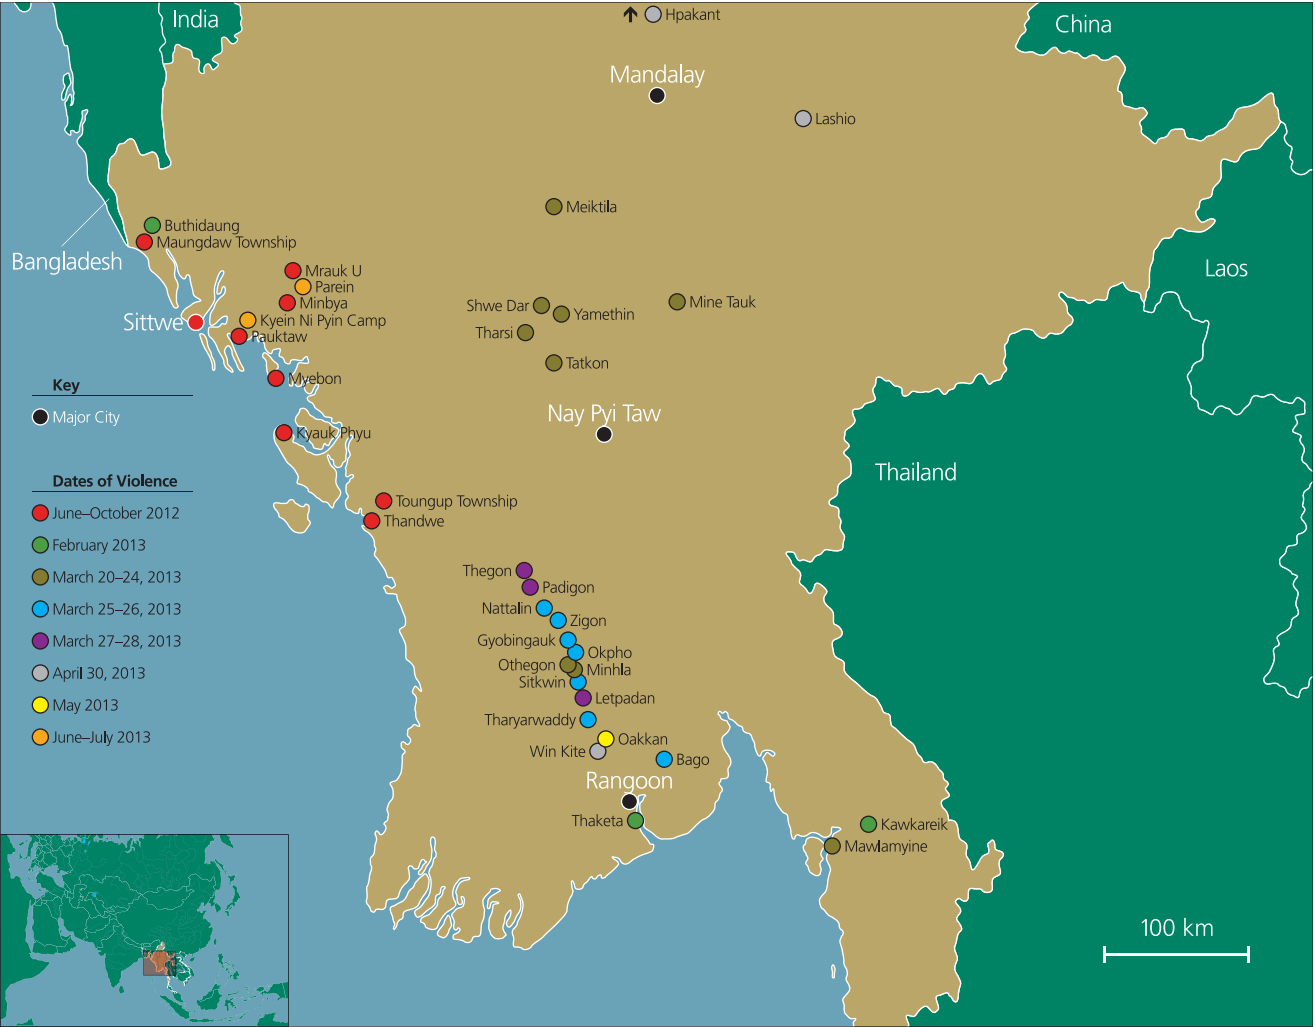 India
Hpakant
China
Mandalay
Lashio
Meiktila
Buthidaung
Maungdaw Township
Bangladesh
Mrauk U
Parein
Minbya
Laos
Shwe Dar
Mine Tauk
Yamethin
Sittwe
Kyein Ni Pyin Camp
Pauktaw
Tharsi
Tatkon
Myebon
Key
Major City
Nay Pyi Taw
Kyauk Phyu
Thailand
Dates of Violence
June–October 2012
February 2013
March 20–24, 2013
March 25–26, 2013
March 27–28, 2013
April 30, 2013
May 2013
June–July 2013
Toungup Township
Thandwe
Thegon
Padigon
Nattalin
Zigon
Gyobingauk
Okpho
Othegon
Minhla
Sitkwin
Letpadan
Tharyarwaddy
Oakkan
Win Kite
Bago
Rangoon
Thaketa
Kawkareik
Mawlamyine
100 km